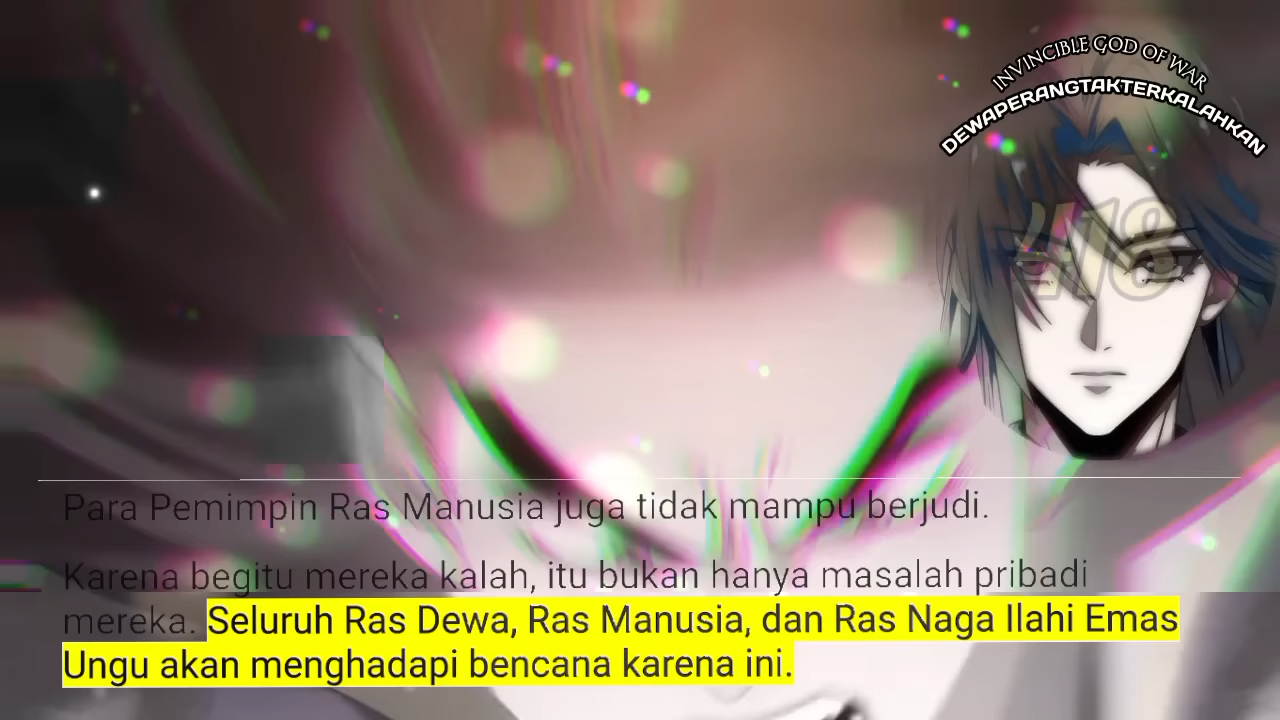 INVINCIBLE GOD OF WAR
DEWAPERANGTAKTERKALAHKAN
418
Para Pemimpin Ras Manusia juga tidak mampu berjudi.
Karena begitu mereka kalah, itu bukan hanya masalah pribadi
mereka. Seluruh Ras Dewa, Ras Manusia, dan Ras Naga Ilahi Emas
Ungu akan menghadapi bencana karena ini.